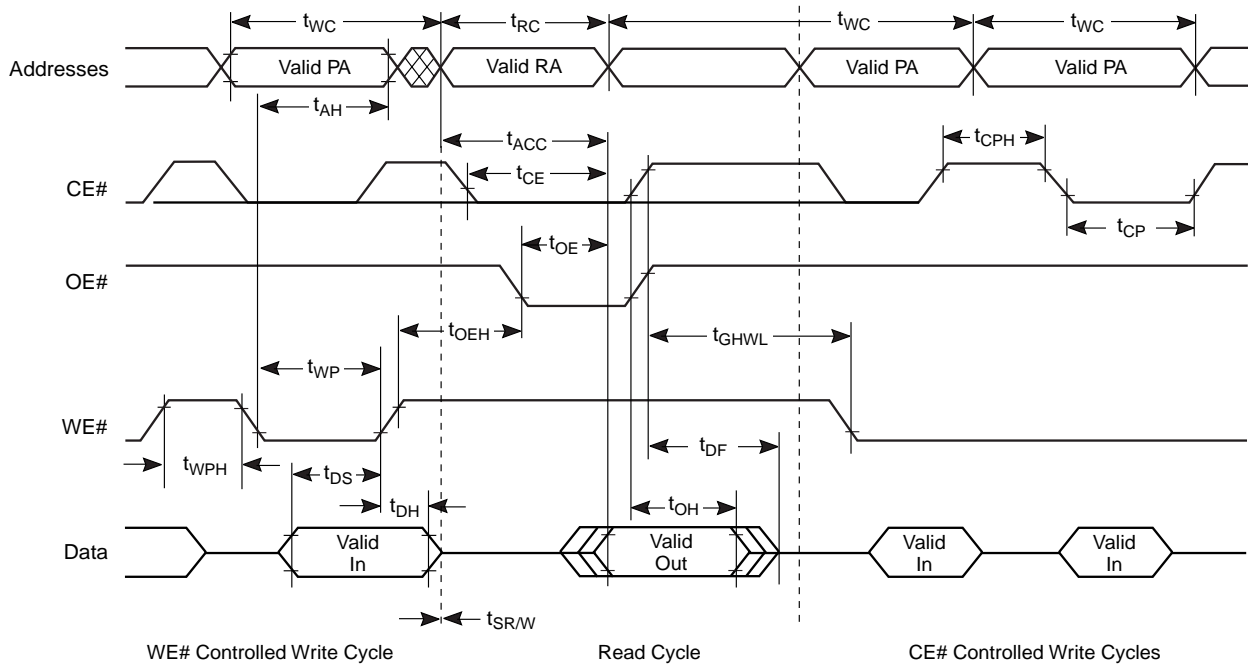 tWC tRC tWC tWC
Addresses Valid PA Valid RA Valid PA Valid PA
tAH
tACC
tCPH
CE# tCE
tCP
tOE
OE#
tOEH tGHWL
tWP
WE#
tWPH tDS tDF
tDH tOH
Data Valid In Valid Out Valid In Valid In
tSR/W
WE# Controlled Write Cycle Read Cycle CE# Controlled Write Cycles